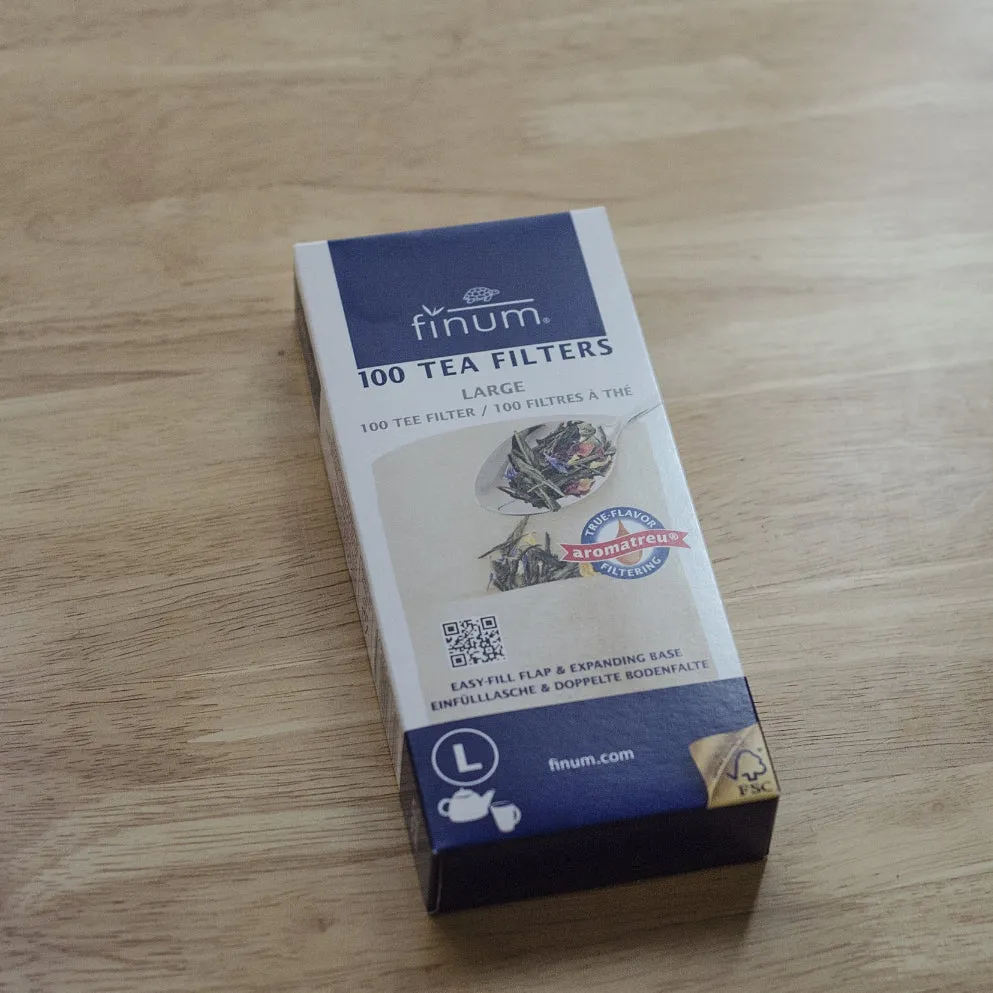 finum®
100 TEA FILTERS
LARGE
100 TEE FILTER / 100 FILTRES À THÉ
TRUE-FLAVOR
aromatreu®
FILTERING
EASY-FILL FLAP & EXPANDING BASE
EINFÜLLLASCHE & DOPPELTE BODENFALTE
L
finum.com
FSC